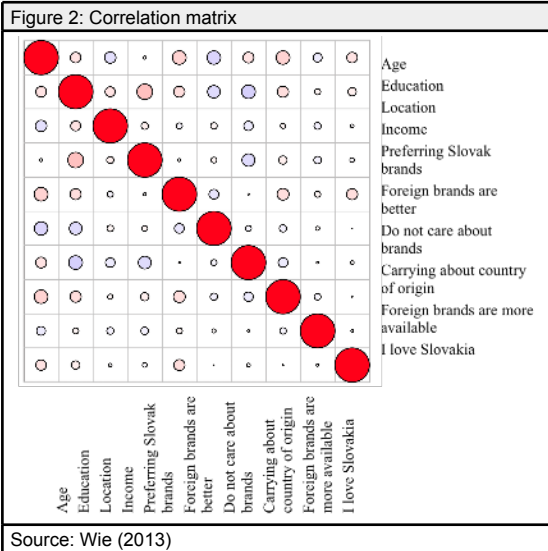 Figure 2: Correlation matrix
Age
Education
Location
Income
Preferring Slovak
brands
Foreign brands are
better
Do not care about
brands
Carrying about country
of origin
Foreign brands are more
available
I love Slovakia
Age
Education
Location
Income
Preferring Slovak
brands
Foreign brands are
better
Do not care about
brands
Carrying about
country of origin
Foreign brands are
more available
I love Slovakia
Source: Wie (2013)